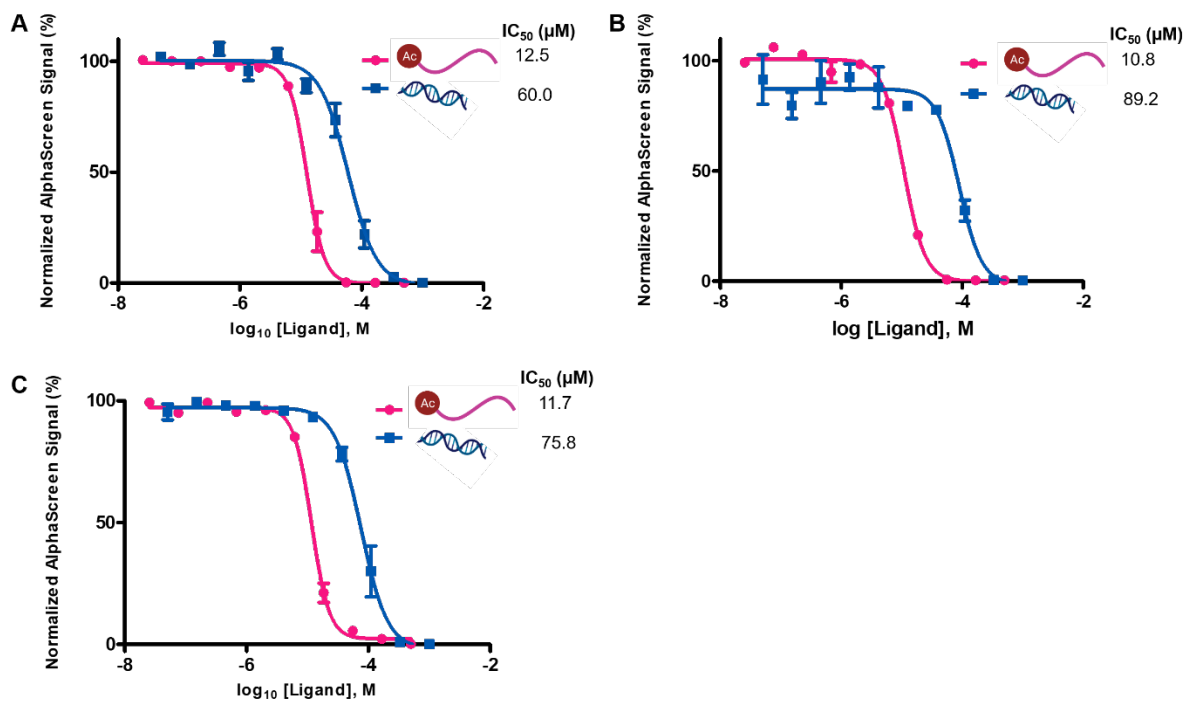 A
Normalized AlphaScreen Signal (%)
100
50
0
-8 -6 -4 -2
log₁₀ [Ligand], M
IC₅₀ (µM)
Ac 12.5
60.0
B
Normalized AlphaScreen Signal (%)
100
50
0
-8 -6 -4 -2
log [Ligand], M
IC₅₀ (µM)
Ac 10.8
89.2
C
Normalized AlphaScreen Signal (%)
100
50
0
-8 -6 -4 -2
log₁₀ [Ligand], M
IC₅₀ (µM)
Ac 11.7
75.8